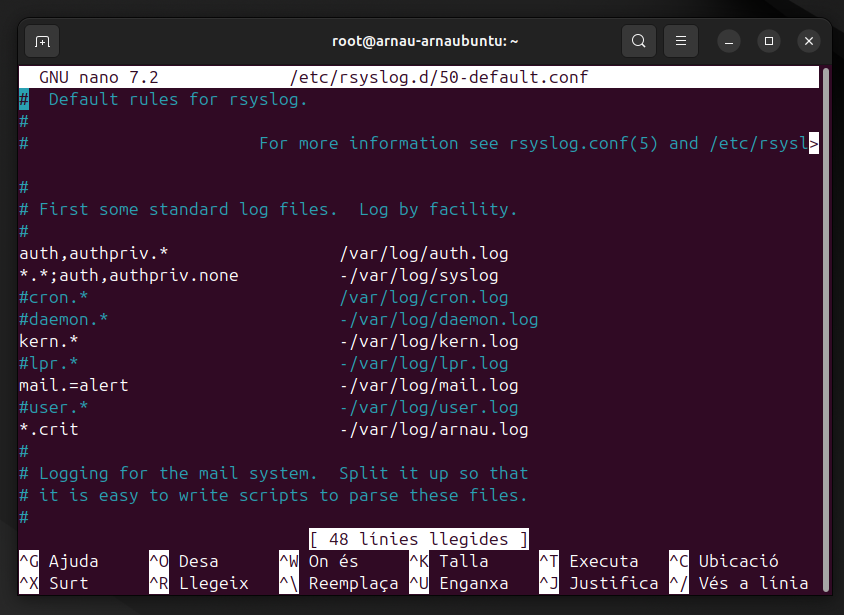 root@arnau-arnaubuntu: ~
GNU nano 7.2 /etc/rsyslog.d/50-default.conf
# Default rules for rsyslog.
#
# For more information see rsyslog.conf(5) and /etc/rsysl>
#
# First some standard log files. Log by facility.
#
auth,authpriv.* /var/log/auth.log
*.*;auth,authpriv.none -/var/log/syslog
#cron.* /var/log/cron.log
#daemon.* -/var/log/daemon.log
kern.* -/var/log/kern.log
#lpr.* -/var/log/lpr.log
mail.=alert -/var/log/mail.log
#user.* -/var/log/user.log
*.crit -/var/log/arnau.log
#
# Logging for the mail system. Split it up so that
# it is easy to write scripts to parse these files.
#
[ 48 línies llegides ]
^G Ajuda ^O Desa ^W On és ^K Talla ^T Executa ^C Ubicació
^X Surt ^R Llegeix ^\ Reemplaça ^U Enganxa ^J Justifica ^/ Vés a línia